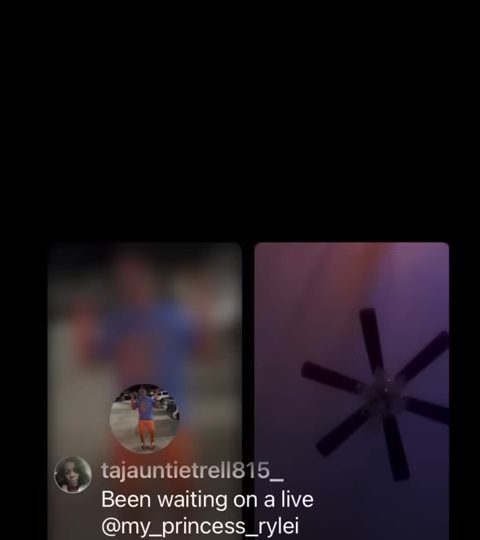 tajauntietrell815_
Been waiting on a live
@my_princess_rylei